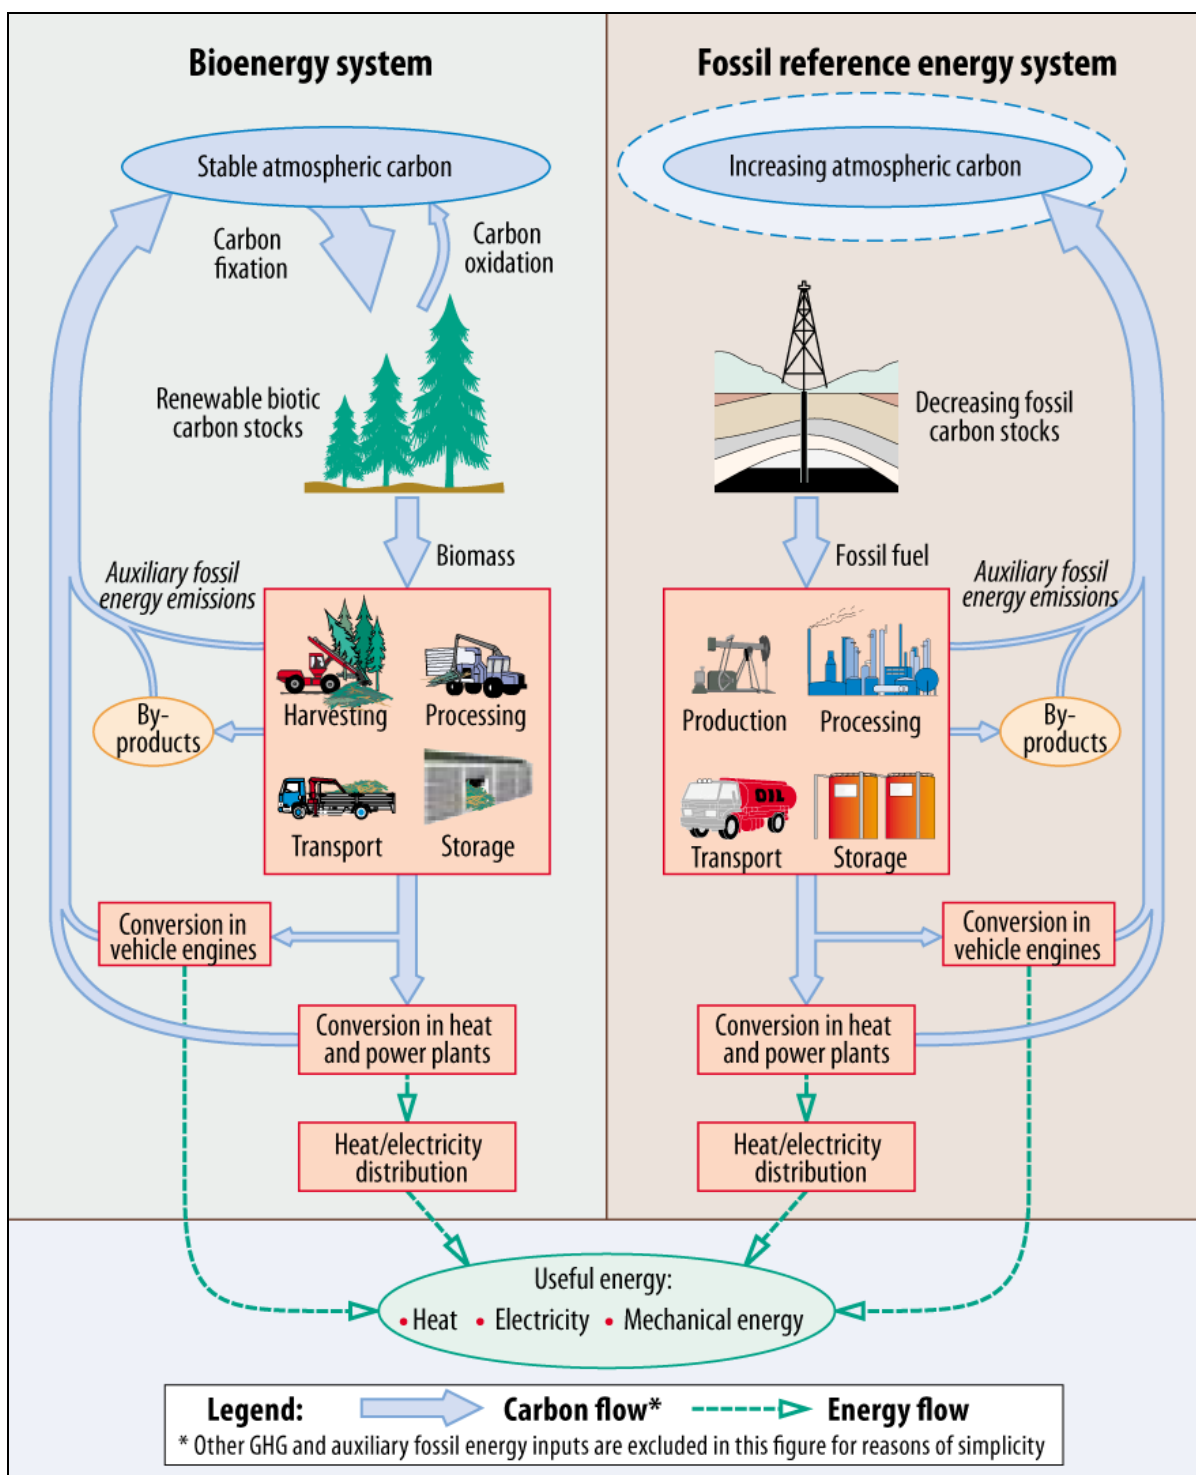 Bioenergy system
Stable atmospheric carbon
Carbon
fixation
Carbon
oxidation
Renewable biotic
carbon stocks
Biomass
Auxiliary fossil
energy emissions
Harvesting
Processing
By-
products
Transport
Storage
Conversion in
vehicle engines
Conversion in heat
and power plants
Heat/electricity
distribution
Fossil reference energy system
Increasing atmospheric carbon
Decreasing fossil
carbon stocks
Fossil fuel
Auxiliary fossil
energy emissions
Production
Processing
By-
products
OIL
Transport
Storage
Conversion in
vehicle engines
Conversion in heat
and power plants
Heat/electricity
distribution
Useful energy:
• Heat • Electricity • Mechanical energy
Legend: Carbon flow* Energy flow
* Other GHG and auxiliary fossil energy inputs are excluded in this figure for reasons of simplicity